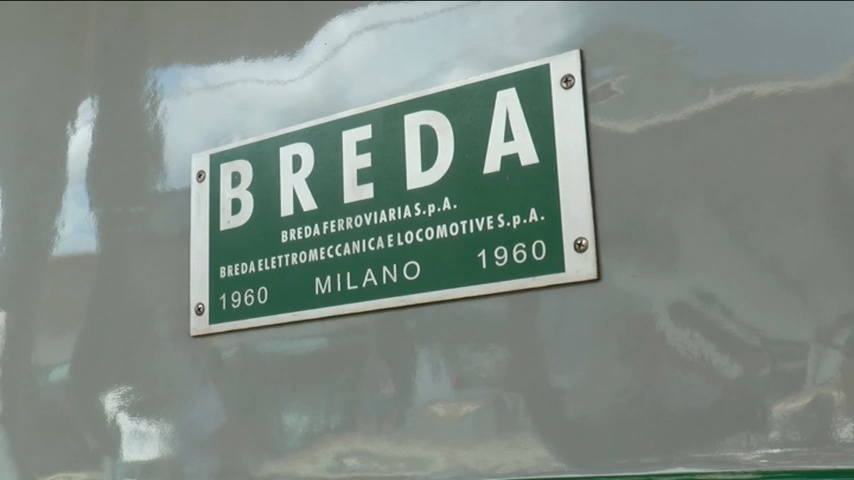 BREDA
BREDA FERROVIARIA S.p.A.
BREDA ELETTROMECCANICA E LOCOMOTIVE S.p.A.
1960 MILANO 1960